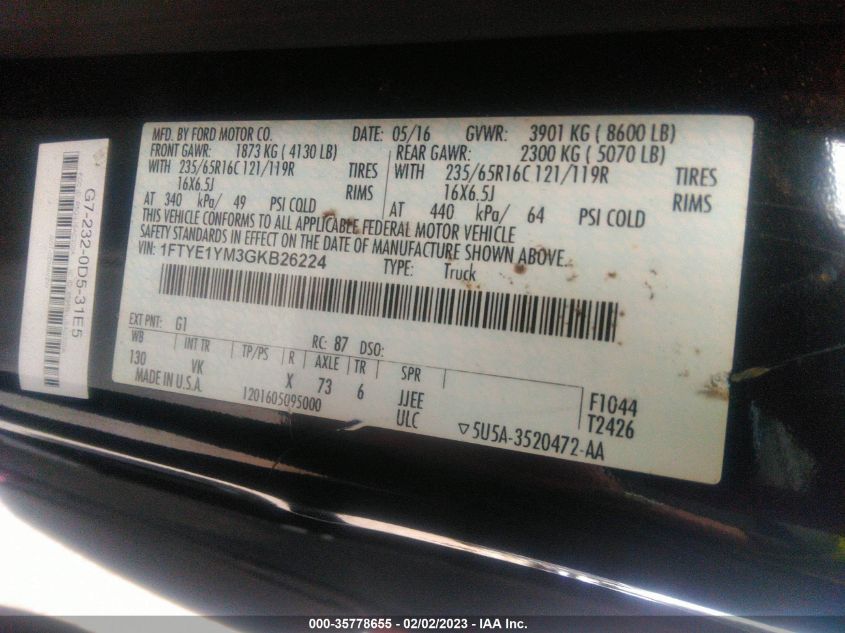 MFD. BY FORD MOTOR CO. DATE: 05/16 GVWR: 3901 KG ( 8600 LB)
FRONT GAWR: 1873 KG ( 4130 LB) REAR GAWR: 2300 KG ( 5070 LB)
WITH 235/65R16C 121/119R TIRES WITH 235/65R16C 121/119R TIRES
16X6.5J RIMS 16X6.5J RIMS
AT 340 kPa/ 49 PSI COLD AT 440 kPa/ 64 PSI COLD
THIS VEHICLE CONFORMS TO ALL APPLICABLE FEDERAL MOTOR VEHICLE
SAFETY STANDARDS IN EFFECT ON THE DATE OF MANUFACTURE SHOWN ABOVE.
VIN: 1FTYE1YM3GKB26224 TYPE: Truck
EXT PNT: G1 RC: 87 DSO:
WB INT TR TP/PS R AXLE TR SPR
130 VK X 73 6 JJEE F1044
MADE IN U.S.A. 1201605095000 ULC ▽5U5A-3520472-AA T2426
G7-232-0D5-31E5
000-35778655 - 02/02/2023 - IAA Inc.